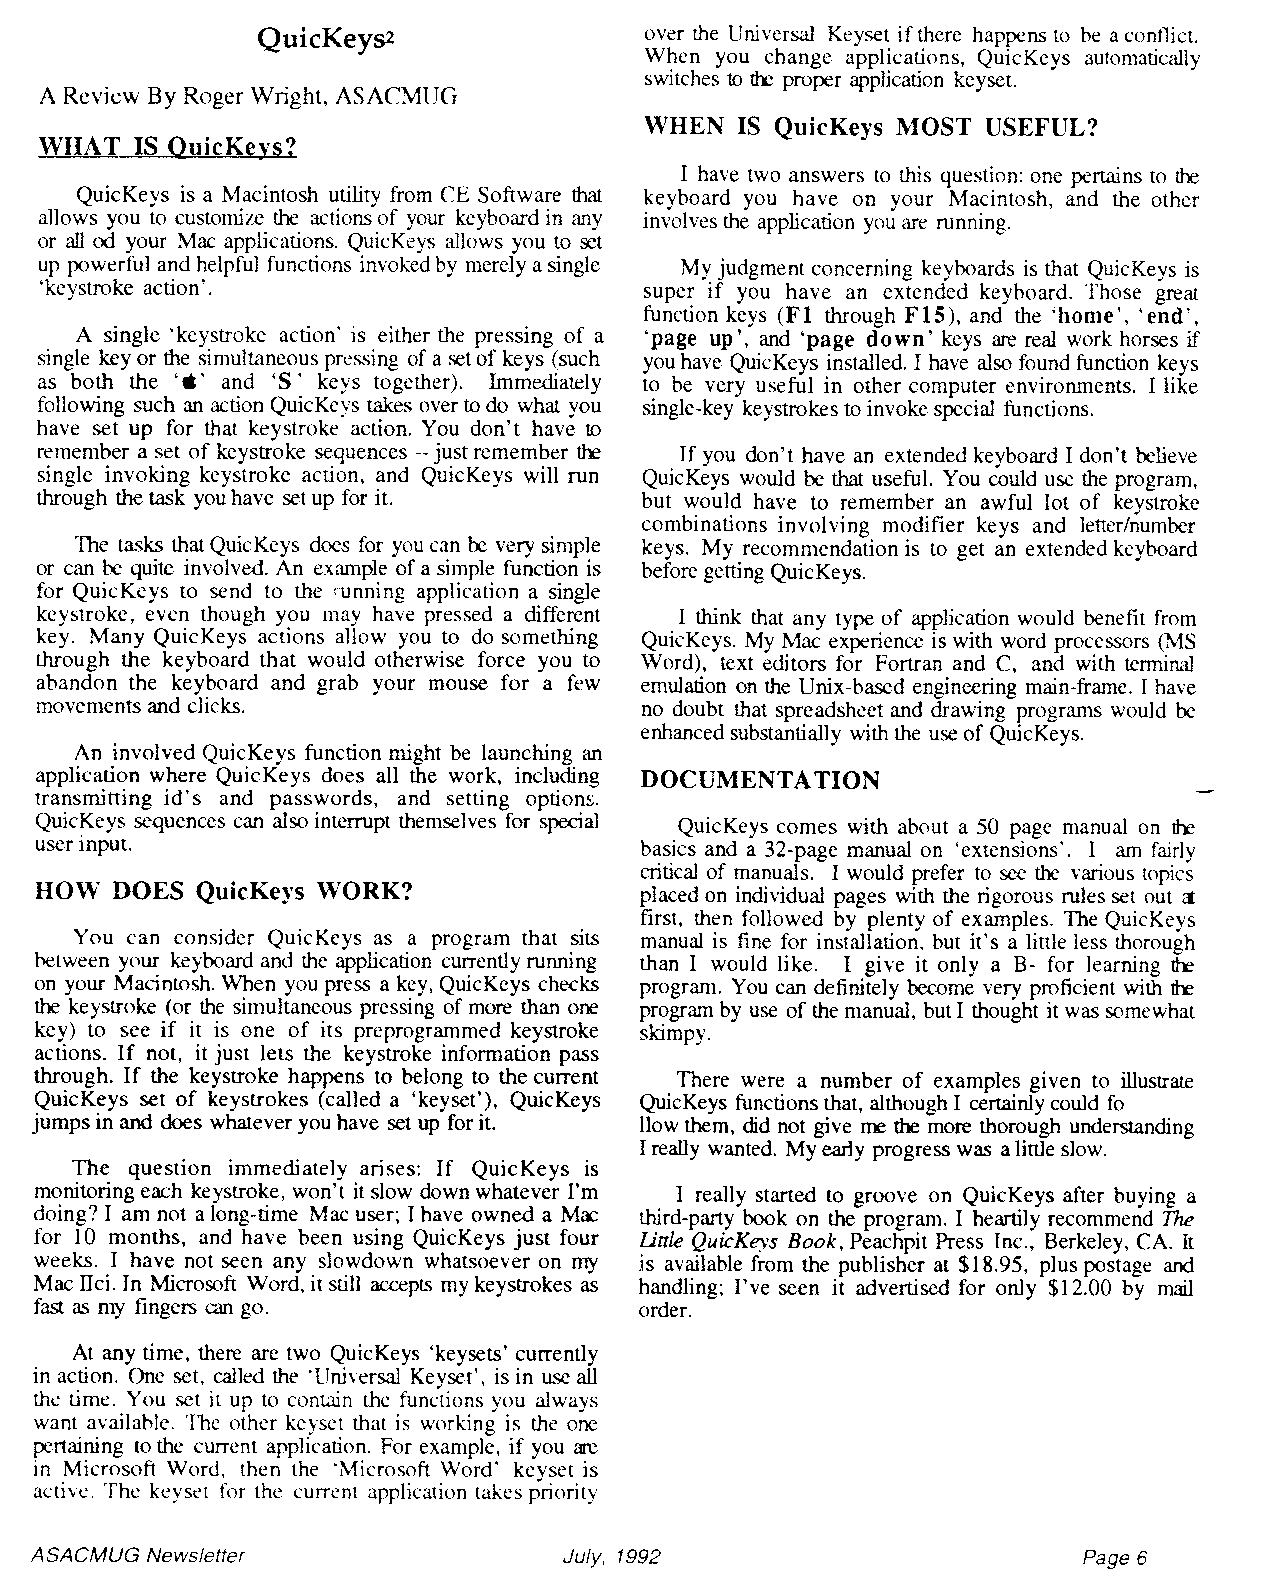 QuicKeys2
A Review By Roger Wright, ASACMUG
WHAT IS QuicKeys?
QuicKeys is a Macintosh utility from CE Software that
allows you to customize the actions of your keyboard in any
or all od your Mac applications. QuicKeys allows you to set
up powerful and helpful functions invoked by merely a single
'keystroke action'.
A single 'keystroke action' is either the pressing of a
single key or the simultaneous pressing of a set of keys (such
as both the '' and 'S' keys together). Immediately
following such an action QuicKeys takes over to do what you
have set up for that keystroke action. You don't have to
remember a set of keystroke sequences -- just remember the
single invoking keystroke action, and QuicKeys will run
through the task you have set up for it.
The tasks that QuicKeys does for you can be very simple
or can be quite involved. An example of a simple function is
for QuicKeys to send to the running application a single
keystroke, even though you may have pressed a different
key. Many QuicKeys actions allow you to do something
through the keyboard that would otherwise force you to
abandon the keyboard and grab your mouse for a few
movements and clicks.
An involved QuicKeys function might be launching an
application where QuicKeys does all the work, including
transmitting id's and passwords, and setting options.
QuicKeys sequences can also interrupt themselves for special
user input.
HOW DOES QuicKeys WORK?
You can consider QuicKeys as a program that sits
between your keyboard and the application currently running
on your Macintosh. When you press a key, QuicKeys checks
the keystroke (or the simultaneous pressing of more than one
key) to see if it is one of its preprogrammed keystroke
actions. If not, it just lets the keystroke information pass
through. If the keystroke happens to belong to the current
QuicKeys set of keystrokes (called a 'keyset'), QuicKeys
jumps in and does whatever you have set up for it.
The question immediately arises: If QuicKeys is
monitoring each keystroke, won't it slow down whatever I'm
doing? I am not a long-time Mac user; I have owned a Mac
for 10 months, and have been using QuicKeys just four
weeks. I have not seen any slowdown whatsoever on my
Mac IIci. In Microsoft Word, it still accepts my keystrokes as
fast as my fingers can go.
At any time, there are two QuicKeys 'keysets' currently
in action. One set, called the 'Universal Keyset', is in use all
the time. You set it up to contain the functions you always
want available. The other keyset that is working is the one
pertaining to the current application. For example, if you are
in Microsoft Word, then the 'Microsoft Word' keyset is
active. The keyset for the current application takes priority
over the Universal Keyset if there happens to be a conflict.
When you change applications, QuicKeys automatically
switches to the proper application keyset.
WHEN IS QuicKeys MOST USEFUL?
I have two answers to this question: one pertains to the
keyboard you have on your Macintosh, and the other
involves the application you are running.
My judgment concerning keyboards is that QuicKeys is
super if you have an extended keyboard. Those great
function keys (F1 through F15), and the 'home', 'end',
'page up', and 'page down' keys are real work horses if
you have QuicKeys installed. I have also found function keys
to be very useful in other computer environments. I like
single-key keystrokes to invoke special functions.
If you don't have an extended keyboard I don't believe
QuicKeys would be that useful. You could use the program,
but would have to remember an awful lot of keystroke
combinations involving modifier keys and letter/number
keys. My recommendation is to get an extended keyboard
before getting QuicKeys.
I think that any type of application would benefit from
QuicKeys. My Mac experience is with word processors (MS
Word), text editors for Fortran and C, and with terminal
emulation on the Unix-based engineering main-frame. I have
no doubt that spreadsheet and drawing programs would be
enhanced substantially with the use of QuicKeys.
DOCUMENTATION
QuicKeys comes with about a 50 page manual on the
basics and a 32-page manual on 'extensions'. I am fairly
critical of manuals. I would prefer to see the various topics
placed on individual pages with the rigorous rules set out at
first, then followed by plenty of examples. The QuicKeys
manual is fine for installation, but it's a little less thorough
than I would like. I give it only a B- for learning the
program. You can definitely become very proficient with the
program by use of the manual, but I thought it was somewhat
skimpy.
There were a number of examples given to illustrate
QuicKeys functions that, although I certainly could fo
llow them, did not give me the more thorough understanding
I really wanted. My early progress was a little slow.
I really started to groove on QuicKeys after buying a
third-party book on the program. I heartily recommend The
Little QuicKeys Book, Peachpit Press Inc., Berkeley, CA. It
is available from the publisher at $18.95, plus postage and
handling; I've seen it advertised for only $12.00 by mail
order.
ASACMUG Newsletter
July, 1992
Page 6